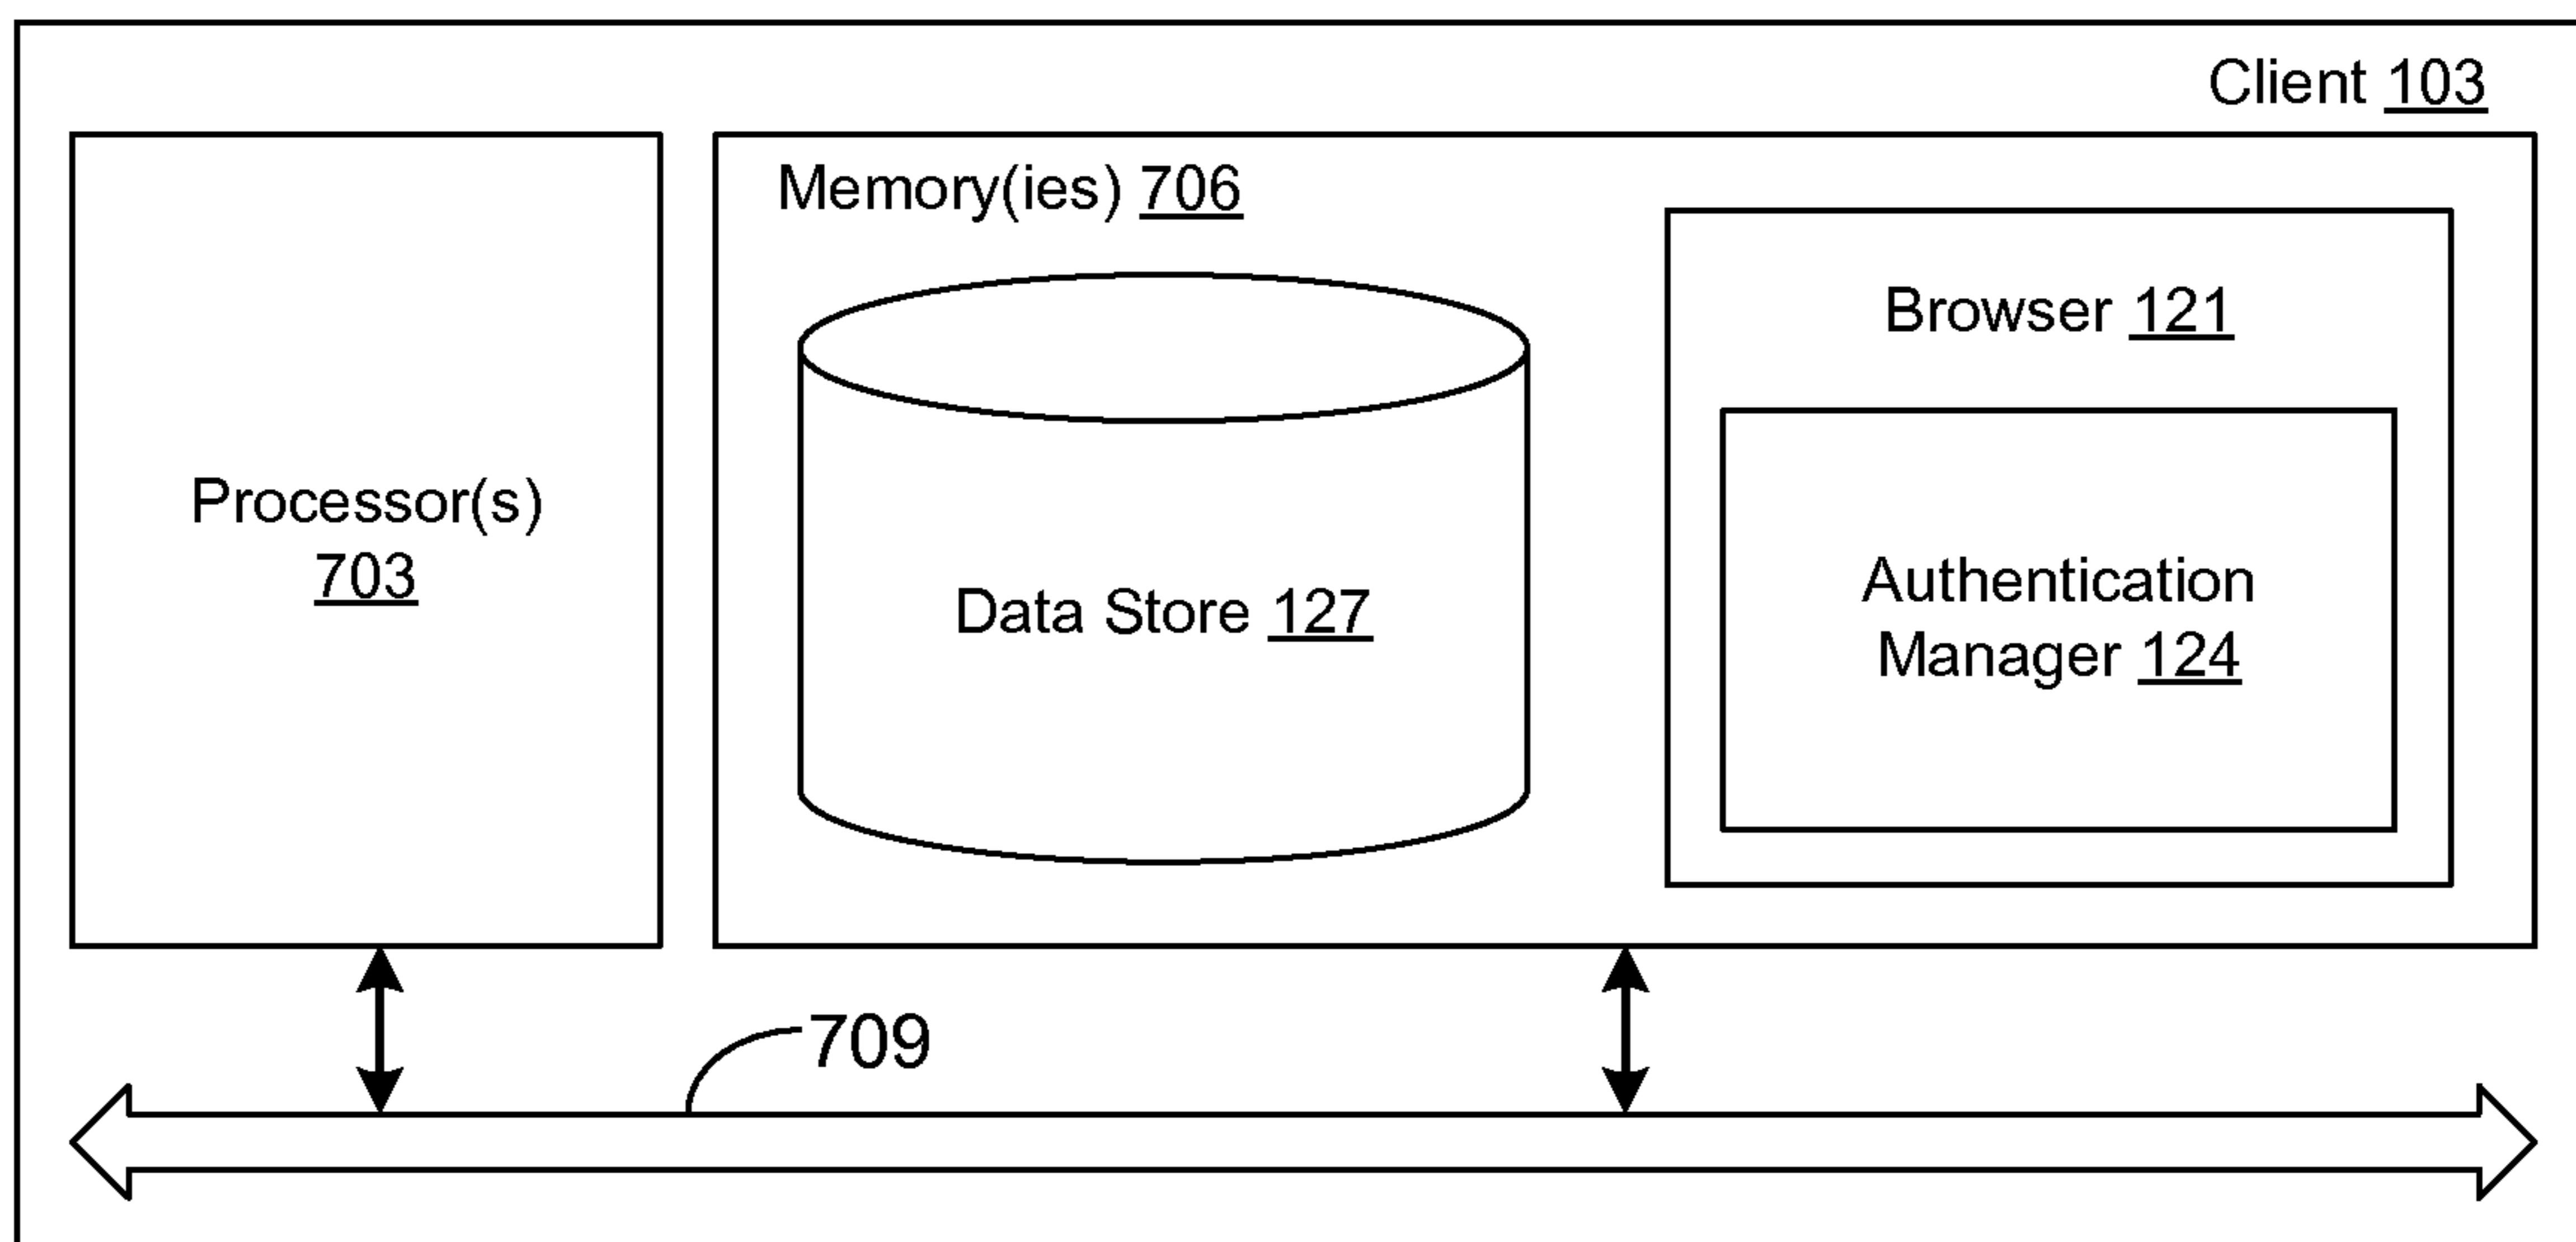 Client 103
Memory(ies) 706
Browser 121
Processor(s)
703
Data Store 127
Authentication
Manager 124
709